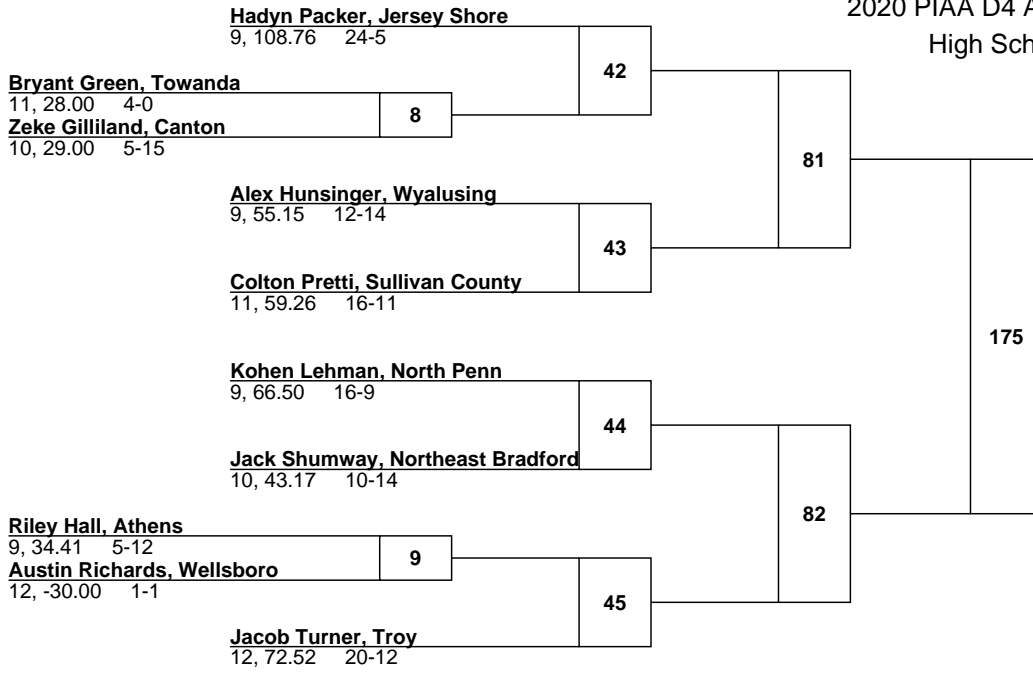 2020 PIAA D4 A
High Sch
Hadyn Packer, Jersey Shore
9, 108.76 24-5
42
Bryant Green, Towanda
11, 28.00 4-0
8
Zeke Gilliland, Canton
10, 29.00 5-15
81
Alex Hunsinger, Wyalusing
9, 55.15 12-14
43
Colton Pretti, Sullivan County
11, 59.26 16-11
175
Kohen Lehman, North Penn
9, 66.50 16-9
44
Jack Shumway, Northeast Bradford
10, 43.17 10-14
82
Riley Hall, Athens
9, 34.41 5-12
9
Austin Richards, Wellsboro
12, -30.00 1-1
45
Jacob Turner, Troy
12, 72.52 20-12